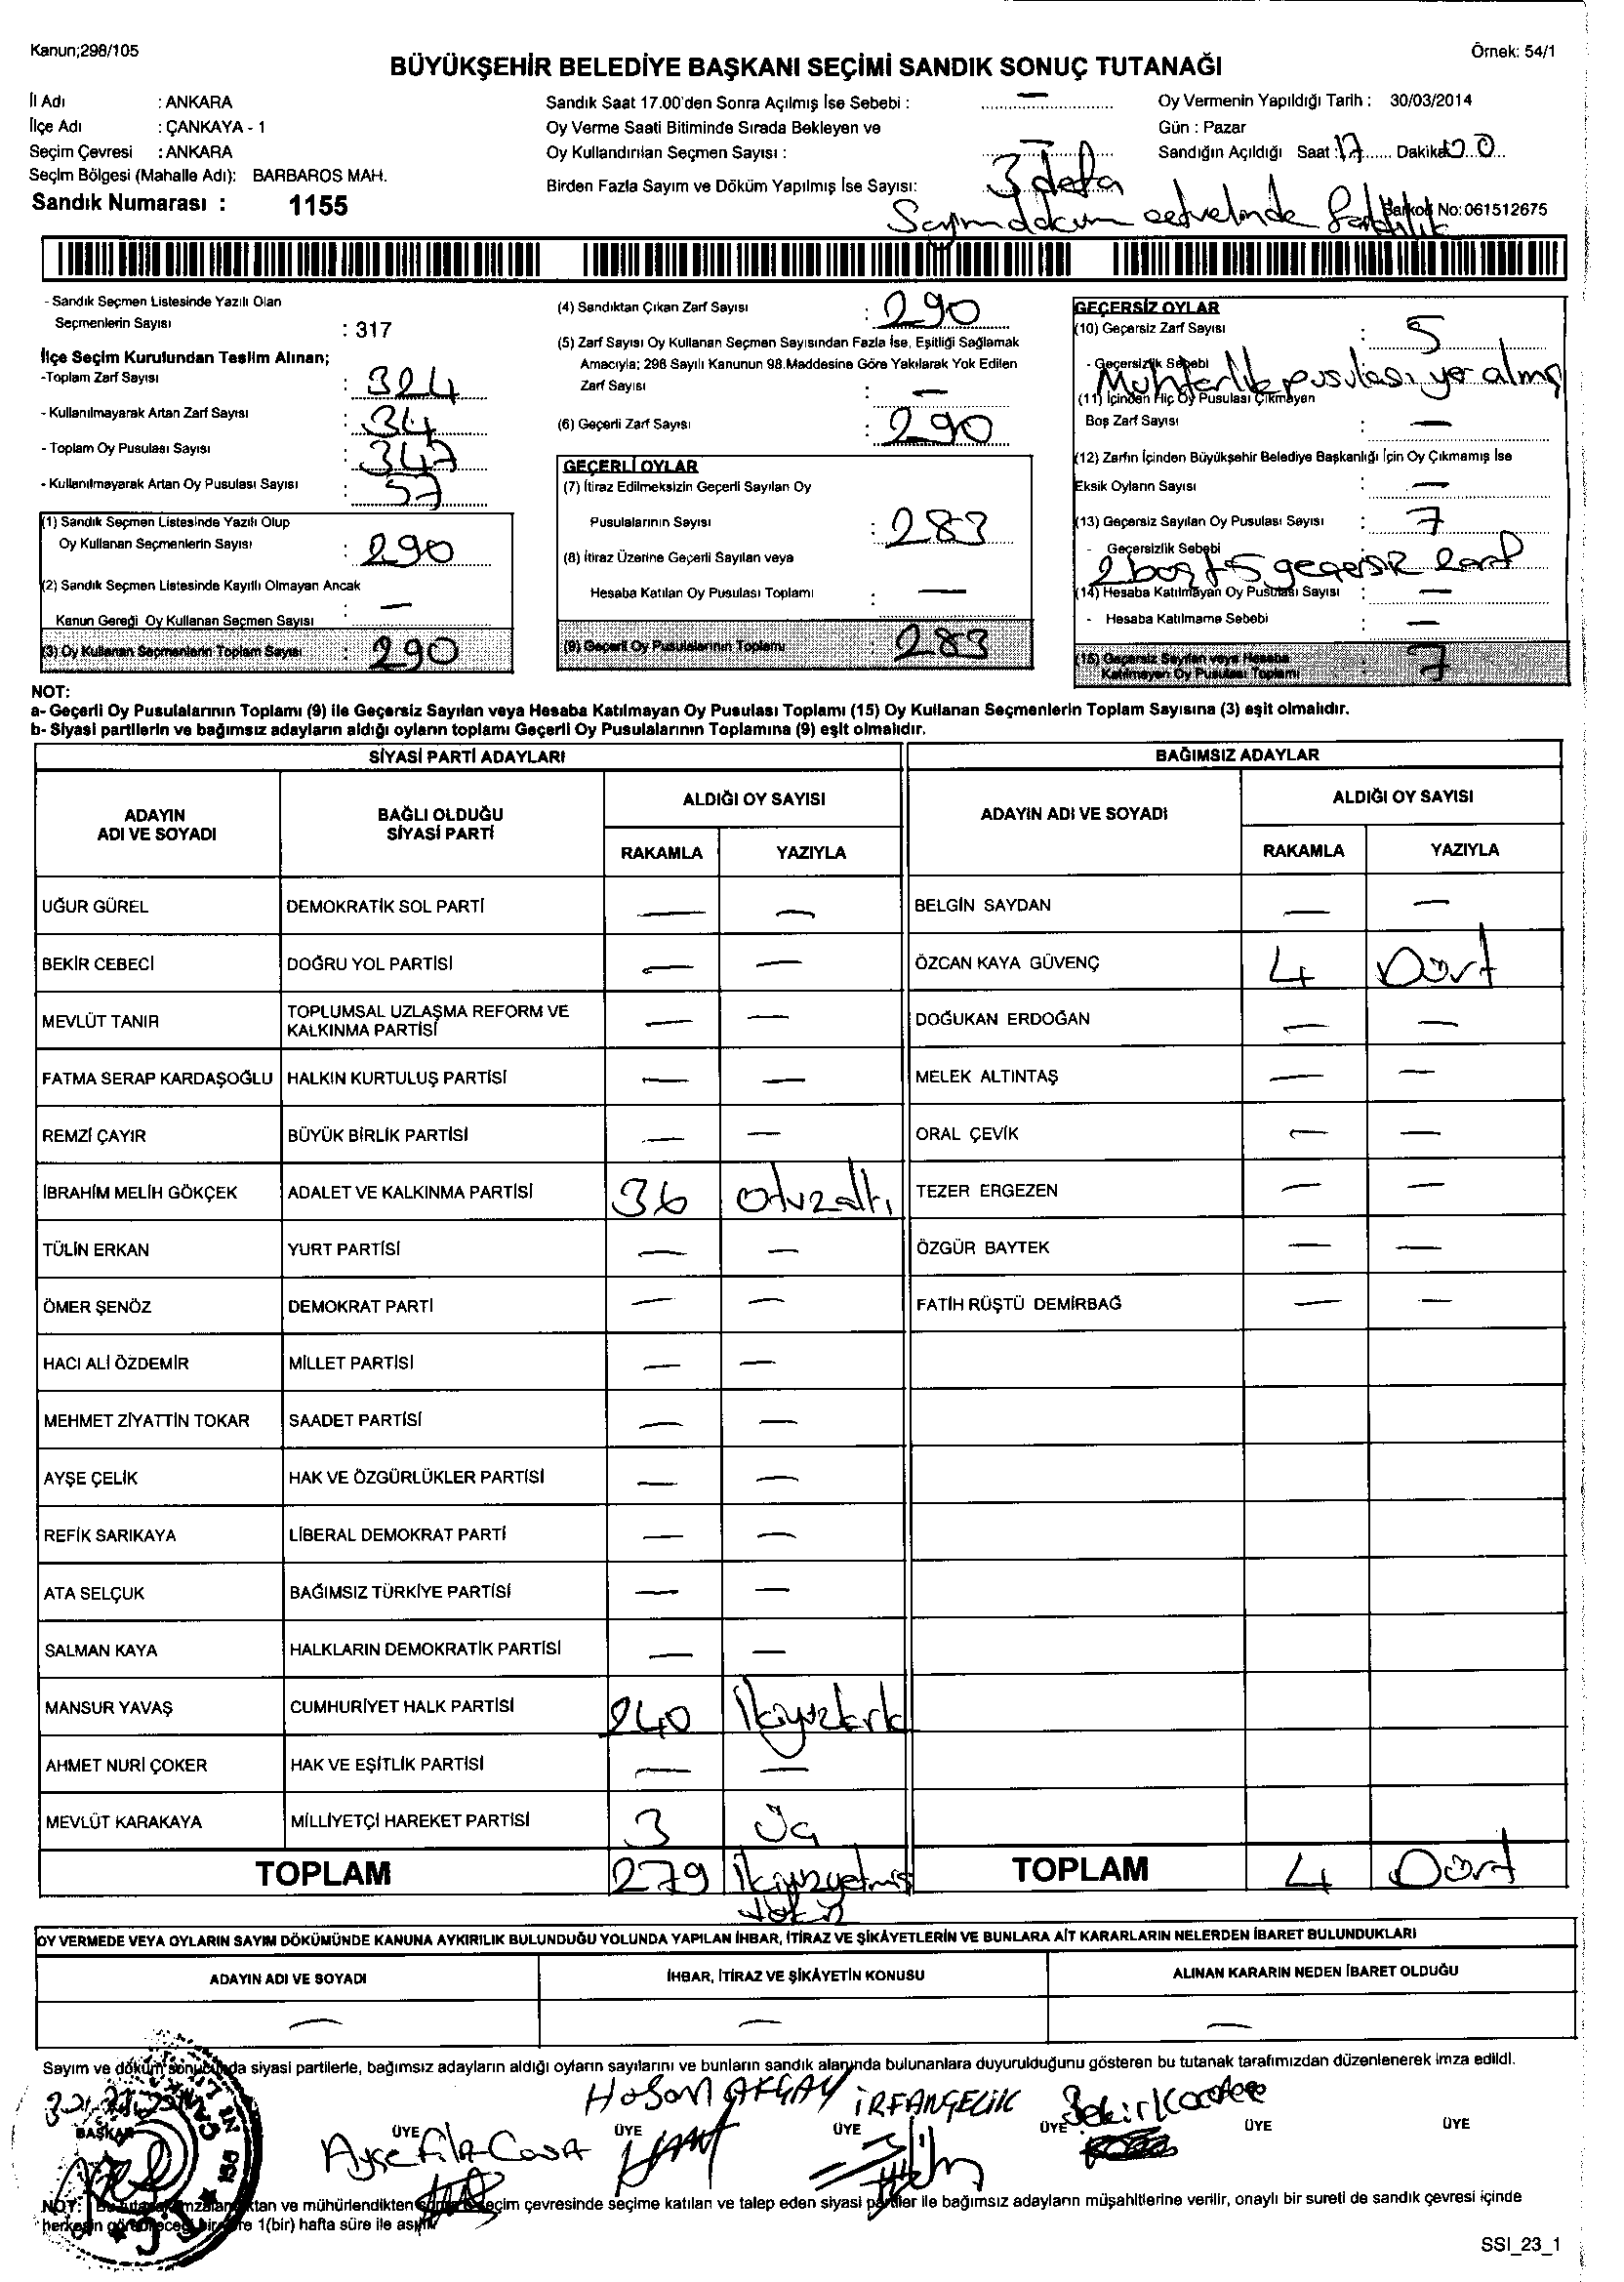 Kanun;298/105
Örnek: 54/1
BÜYÜKŞEHİR BELEDİYE BAŞKANI SEÇİMİ SANDIK SONUÇ TUTANAĞI
İl Adı : ANKARA
İlçe Adı : ÇANKAYA - 1
Seçim Çevresi : ANKARA
Seçim Bölgesi (Mahalle Adı): BARBAROS MAH.
Sandık Numarası : 1155
Sandık Saat 17.00'den Sonra Açılmış İse Sebebi : —
Oy Verme Saati Bitiminde Sırada Bekleyen ve
Oy Kullandırılan Seçmen Sayısı : —
Birden Fazla Sayım ve Döküm Yapılmış İse Sayısı: 3 defa
Sayım döküm cetvelinde farklılık
Oy Vermenin Yapıldığı Tarih : 30/03/2014
Gün : Pazar
Sandığın Açıldığı Saat : 17 Dakika 00
Barkod No: 061512675
- Sandık Seçmen Listesinde Yazılı Olan
Seçmenlerin Sayısı : 317
İlçe Seçim Kurulundan Teslim Alınan;
-Toplam Zarf Sayısı : 324
- Kullanılmayarak Artan Zarf Sayısı : 34
- Toplam Oy Pusulası Sayısı : 347
- Kullanılmayarak Artan Oy Pusulası Sayısı : 57
(1) Sandık Seçmen Listesinde Yazılı Olup
Oy Kullanan Seçmenlerin Sayısı : 290
(2) Sandık Seçmen Listesinde Kayıtlı Olmayan Ancak
Kanun Gereği Oy Kullanan Seçmen Sayısı : —
(3) Oy Kullanan Seçmenlerin Toplam Sayısı : 290
(4) Sandıktan Çıkan Zarf Sayısı : 290
(5) Zarf Sayısı Oy Kullanan Seçmen Sayısından Fazla İse, Eşitliği Sağlamak
Amacıyla; 298 Sayılı Kanunun 98.Maddesine Göre Yakılarak Yok Edilen
Zarf Sayısı : —
(6) Geçerli Zarf Sayısı : 290
GEÇERLİ OYLAR
(7) İtiraz Edilmeksizin Geçerli Sayılan Oy
Pusulalarının Sayısı : 283
(8) İtiraz Üzerine Geçerli Sayılan veya
Hesaba Katılan Oy Pusulası Toplamı : —
(9) Geçerli Oy Pusulalarının Toplamı : 283
GEÇERSİZ OYLAR
(10) Geçersiz Zarf Sayısı : 5
- Geçersizlik Sebebi
Muhtarlık pusulası yer almış
(11) İçinden Hiç Oy Pusulası Çıkmayan
Boş Zarf Sayısı : —
(12) Zarfın İçinden Büyükşehir Belediye Başkanlığı İçin Oy Çıkmamış İse
Eksik Oyların Sayısı : —
(13) Geçersiz Sayılan Oy Pusulası Sayısı : 7
- Geçersizlik Sebebi
2 boş + 5 geçersiz zarf
(14) Hesaba Katılmayan Oy Pusulası Sayısı : —
- Hesaba Katılmama Sebebi : —
(15) Geçersiz Sayılan veya Hesaba
Katılmayan Oy Pusulası Toplamı : 7
NOT:
a- Geçerli Oy Pusulalarının Toplamı (9) ile Geçersiz Sayılan veya Hesaba Katılmayan Oy Pusulası Toplamı (15) Oy Kullanan Seçmenlerin Toplam Sayısına (3) eşit olmalıdır.
b- Siyasi partilerin ve bağımsız adayların aldığı oyların toplamı Geçerli Oy Pusulalarının Toplamına (9) eşit olmalıdır.
SİYASİ PARTİ ADAYLARI
BAĞIMSIZ ADAYLAR
ADAYIN ADI VE SOYADI
BAĞLI OLDUĞU SİYASİ PARTİ
ALDIĞI OY SAYISI
RAKAMLA YAZIYLA
ADAYIN ADI VE SOYADI
ALDIĞI OY SAYISI
RAKAMLA YAZIYLA
UĞUR GÜREL DEMOKRATİK SOL PARTİ — — BELGİN SAYDAN — —
BEKİR CEBECİ DOĞRU YOL PARTİSİ — — ÖZCAN KAYA GÜVENÇ 4 Dört
MEVLÜT TANIR TOPLUMSAL UZLAŞMA REFORM VE KALKINMA PARTİSİ — — DOĞUKAN ERDOĞAN — —
FATMA SERAP KARDAŞOĞLU HALKIN KURTULUŞ PARTİSİ — — MELEK ALTINTAŞ — —
REMZİ ÇAYIR BÜYÜK BİRLİK PARTİSİ — — ORAL ÇEVİK — —
İBRAHİM MELİH GÖKÇEK ADALET VE KALKINMA PARTİSİ 36 otuzaltı TEZER ERGEZEN — —
TÜLİN ERKAN YURT PARTİSİ — — ÖZGÜR BAYTEK — —
ÖMER ŞENÖZ DEMOKRAT PARTİ — — FATİH RÜŞTÜ DEMİRBAĞ — —
HACI ALİ ÖZDEMİR MİLLET PARTİSİ — —
MEHMET ZİYATTİN TOKAR SAADET PARTİSİ — —
AYŞE ÇELİK HAK VE ÖZGÜRLÜKLER PARTİSİ — —
REFİK SARIKAYA LİBERAL DEMOKRAT PARTİ — —
ATA SELÇUK BAĞIMSIZ TÜRKİYE PARTİSİ — —
SALMAN KAYA HALKLARIN DEMOKRATİK PARTİSİ — —
MANSUR YAVAŞ CUMHURİYET HALK PARTİSİ 240 İkiyüzkırk
AHMET NURİ ÇOKER HAK VE EŞİTLİK PARTİSİ — —
MEVLÜT KARAKAYA MİLLİYETÇİ HAREKET PARTİSİ 3 üç
TOPLAM 279 İkiyüzyetmiş dokuz TOPLAM 4 Dört
OY VERMEDE VEYA OYLARIN SAYIM DÖKÜMÜNDE KANUNA AYKIRILIK BULUNDUĞU YOLUNDA YAPILAN İHBAR, İTİRAZ VE ŞİKÂYETLERİN VE BUNLARA AİT KARARLARIN NELERDEN İBARET BULUNDUKLARI
ADAYIN ADI VE SOYADI İHBAR, İTİRAZ VE ŞİKÂYETİN KONUSU ALINAN KARARIN NEDEN İBARET OLDUĞU
— — —
Sayım ve döküm sonucunda siyasi partilerle, bağımsız adayların aldığı oyların sayılarını ve bunların sandık alanında bulunanlara duyurulduğunu gösteren bu tutanak tarafımızdan düzenlenerek imza edildi.
Hasan AKÇAY İRFAN ÇELİK Bekir
BAŞKAN ÜYE ÜYE ÜYE ÜYE ÜYE ÜYE
Ayşe
NOT: Bu tutanak imzalandıktan ve mühürlendikten sonra seçim çevresinde seçime katılan ve talep eden siyasi partiler ile bağımsız adayların müşahitlerine verilir, onaylı bir sureti de sandık çevresi içinde
herkesin görebileceği bir yere 1(bir) hafta süre ile asılır.
SSI_23_1